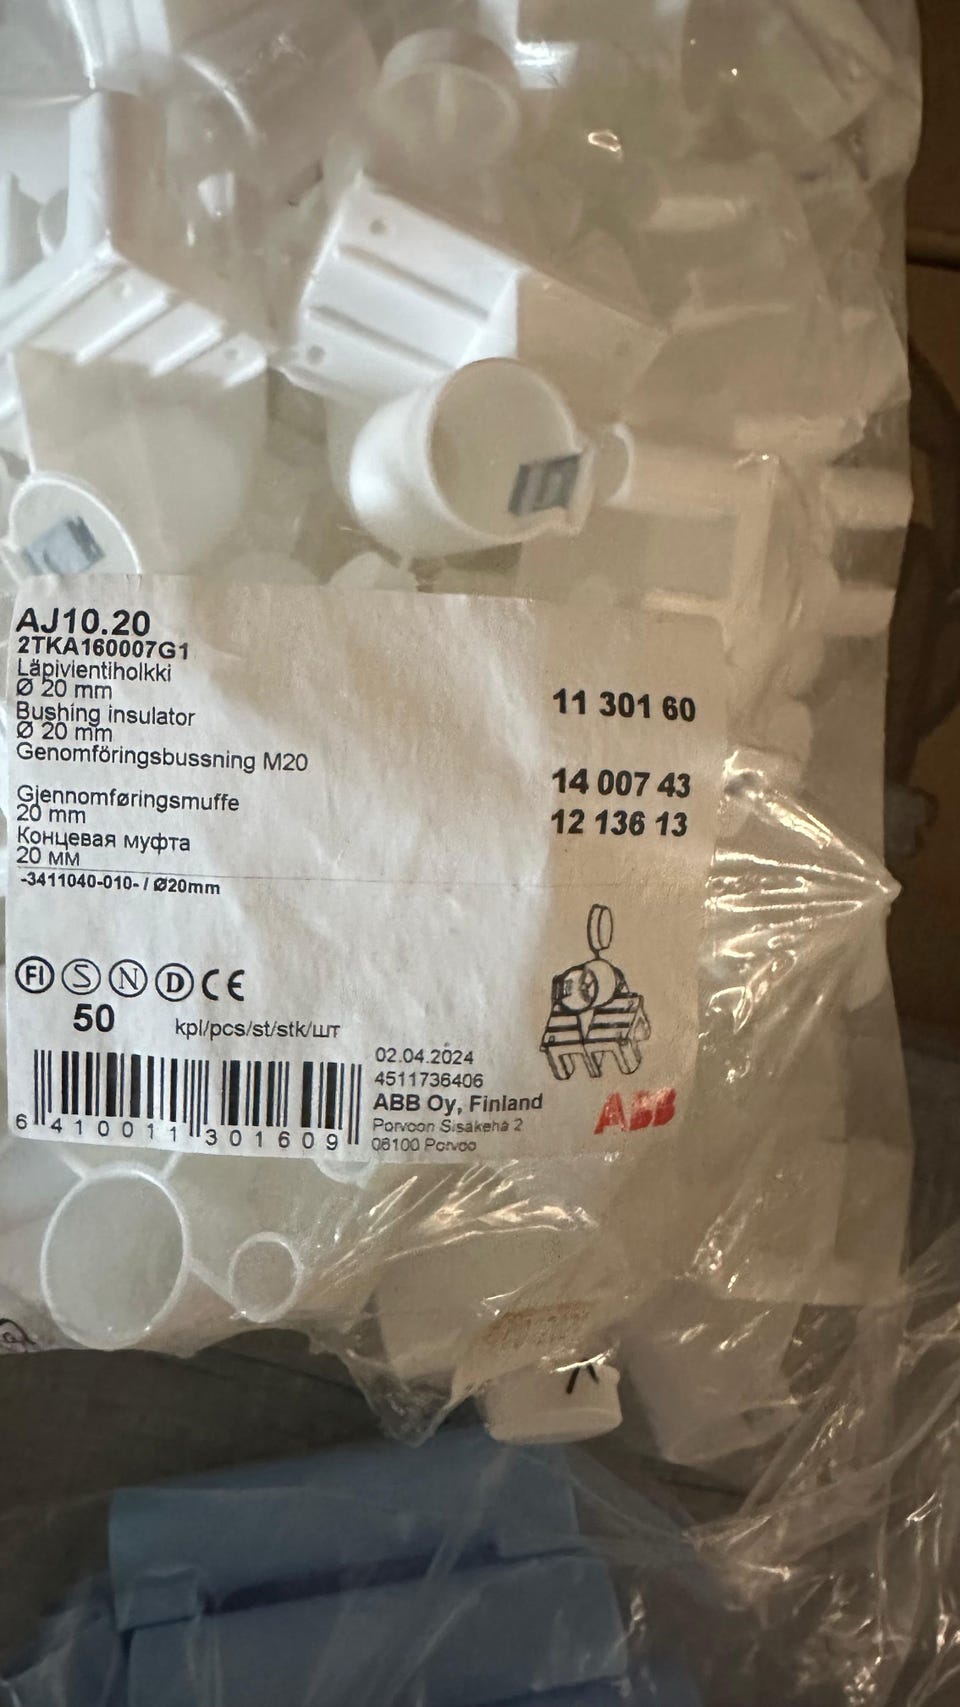 AJ10.20
2TKA160007G1
Läpivientiholkki
Ø 20 mm
11 301 60
Bushing insulator
Ø 20 mm
Genomföringsbussning M20
14 007 43
Gjennomføringsmuffe
20 mm
12 136 13
Концевая муфта
20 мм
-3411040-010- / Ø20mm
FI S N D CE
50 kpl/pcs/st/stk/шт
02.04.2024
4511736406
ABB Oy, Finland
Porvoon Sisäkehä 2
06100 Porvoo
ABB
6 410011 301609